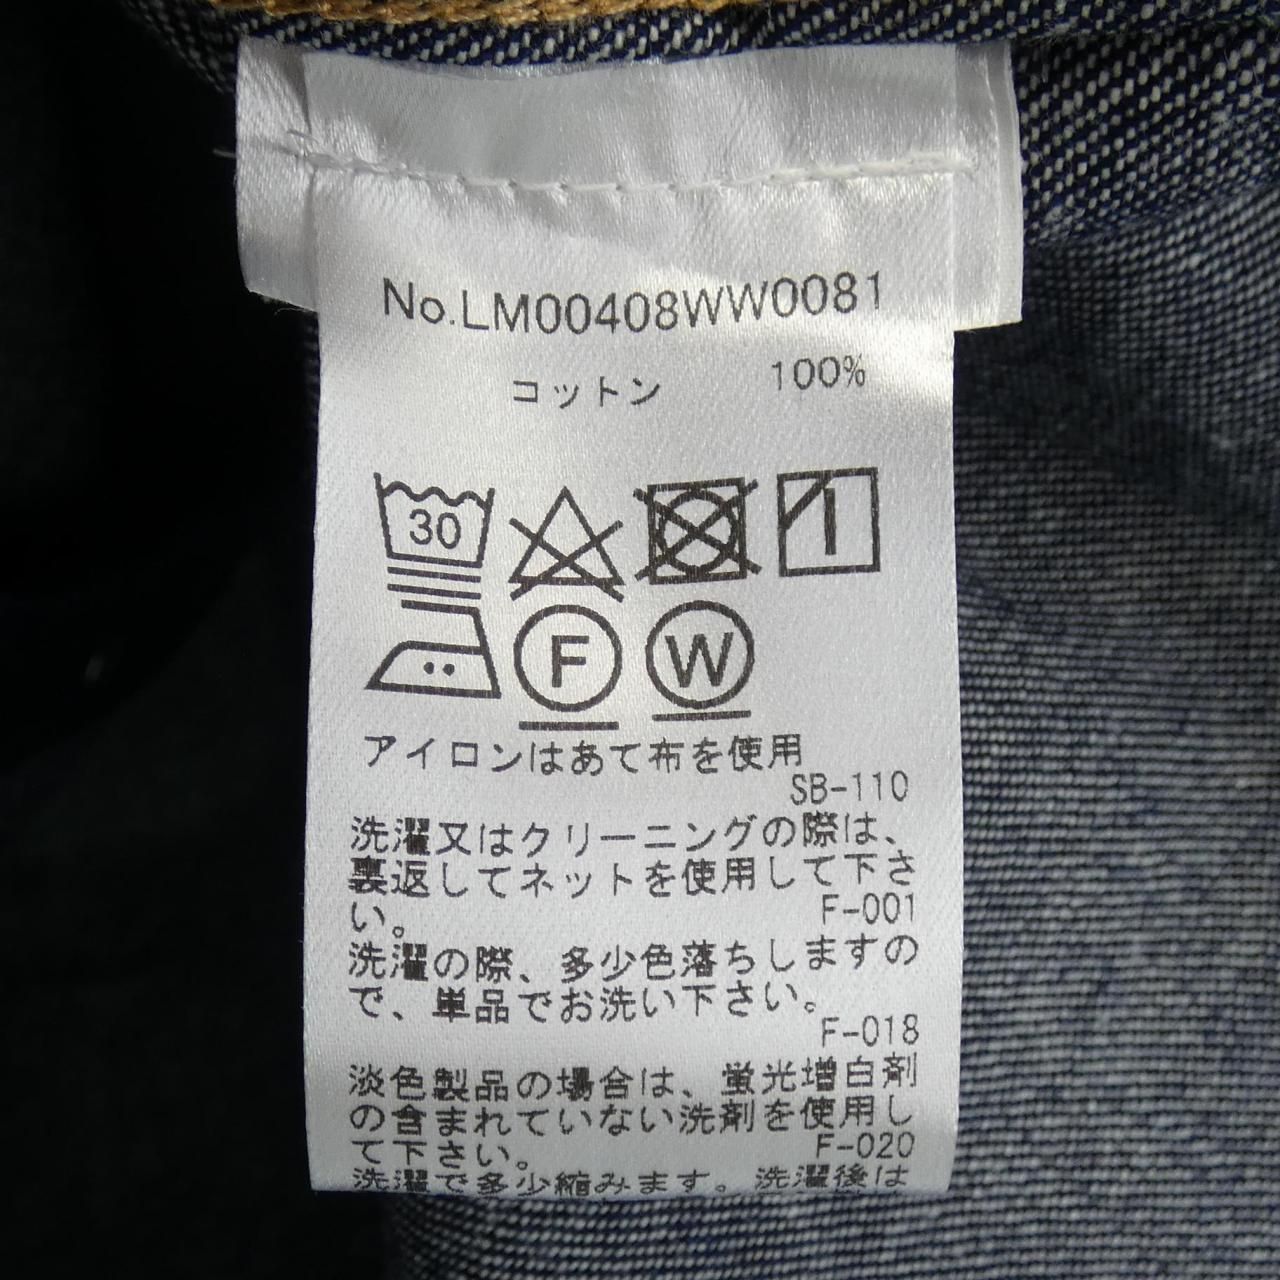 No.LM00408WW0081
コットン 100%
30
F W
アイロンはあて布を使用
SB-110
洗濯又はクリーニングの際は、
裏返してネットを使用して下さ
い。 F-001
洗濯の際、多少色落ちしますの
で、単品でお洗い下さい。
F-018
淡色製品の場合は、蛍光増白剤
の含まれていない洗剤を使用し
て下さい。 F-020
洗濯で多少縮みます。洗濯後は